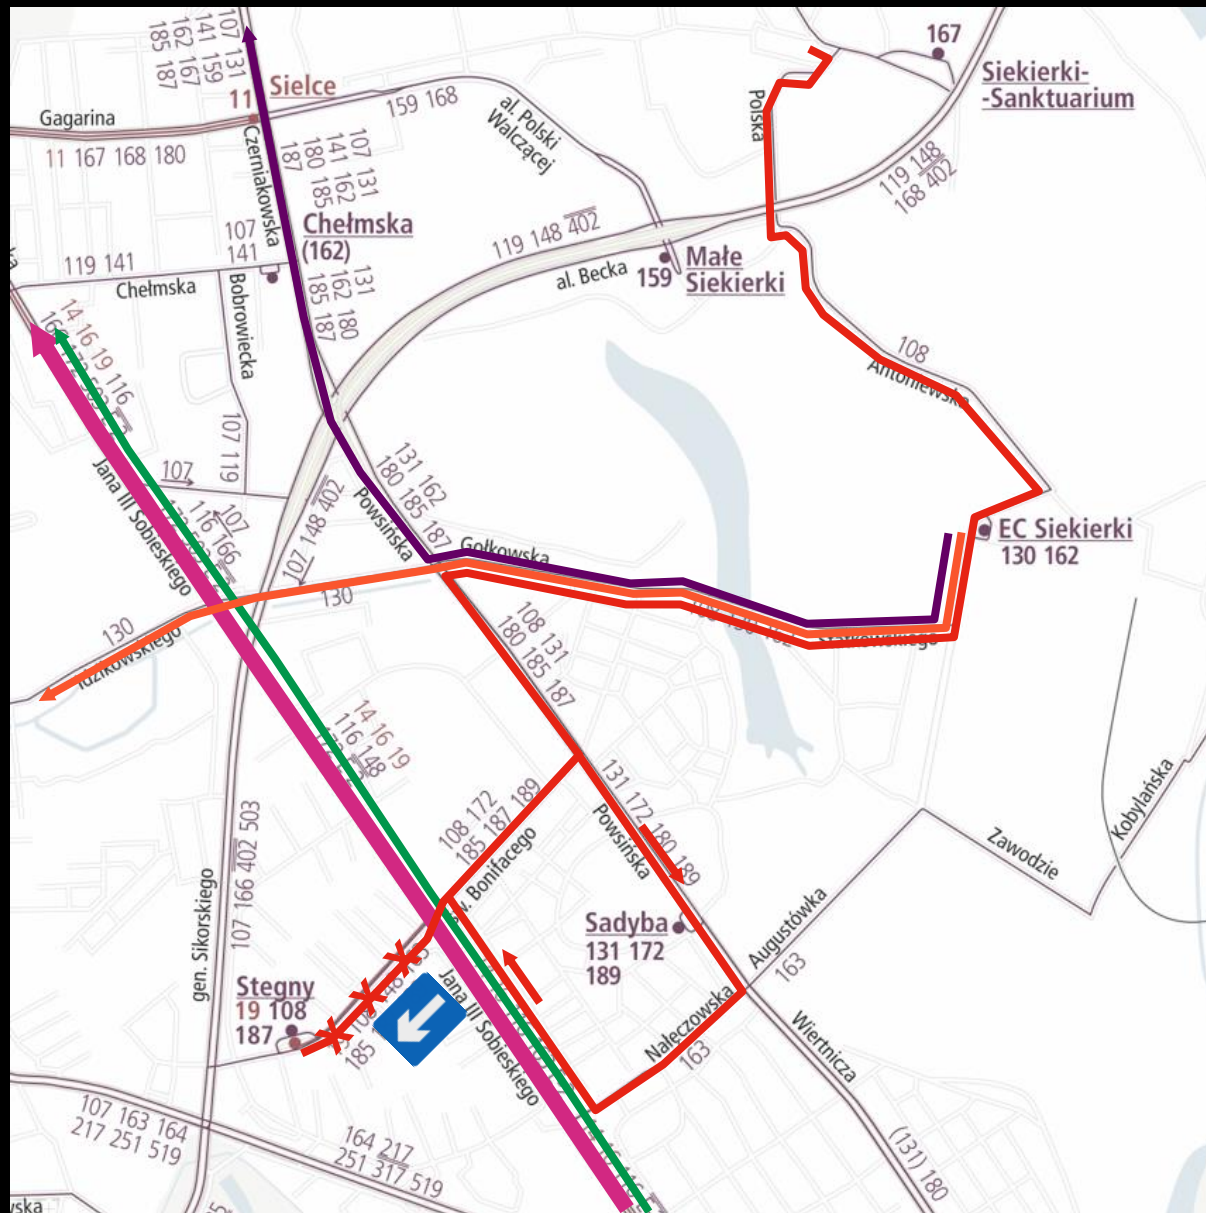 107 131
141 159
162 167
185 187
167
Siekierki-
-Sanktuarium
11
Sielce
Gagarina
11 167 168 180
159 168
al. Polski
Walczącej
Polska
Czerniakowska
107 131
141 162
180 185
187
119 148
168 402
Chełmska
(162)
107
141
119 148 402
119 141
Chełmska
Bobrowiecka
al. Becka
159
Małe
Siekierki
131
162 180
185 187
14 16 19 116
108
Antoniewska
107 119
107
131 162
180 185 187
Powsińska
Jana III Sobieskiego
107
116 166
107 148 402
Gołkowska
EC Siekierki
130 162
130
130
Idzikowskiego
108 131
180 185 187
14 16 19
116 148
131 172 180 189
Powsińska
108 172
185 187 189
św. Bonifacego
107 166 402 503
gen. Sikorskiego
Zawodzie
Kobylańska
Augustówka
163
Sadyba
131 172
189
Stegny
19 108
187
185
Jana III Sobieskiego
Nałęczowska
163
Wiertnicza
107 163 164
217 251 519
164 217
251 317 519
(131) 180